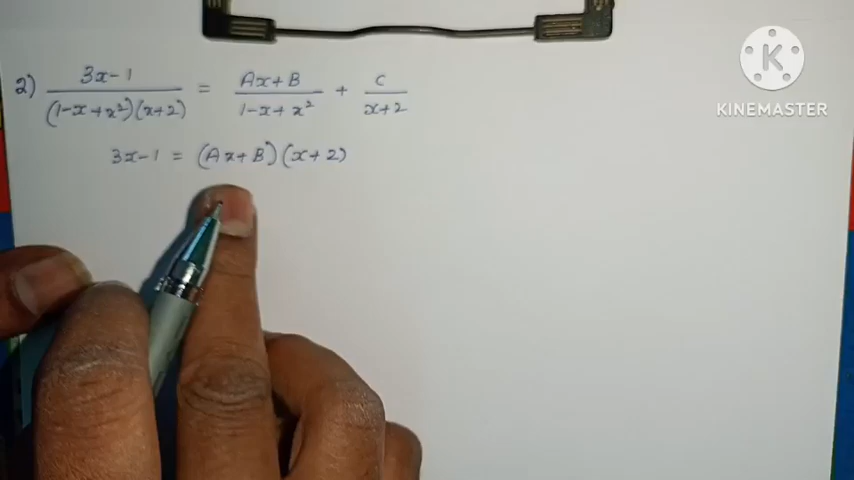 2) 3x-1 / (1-x+x²)(x+2) = Ax+B / 1-x+x² + C / x+2
3x-1 = (Ax+B)(x+2)
KINEMASTER